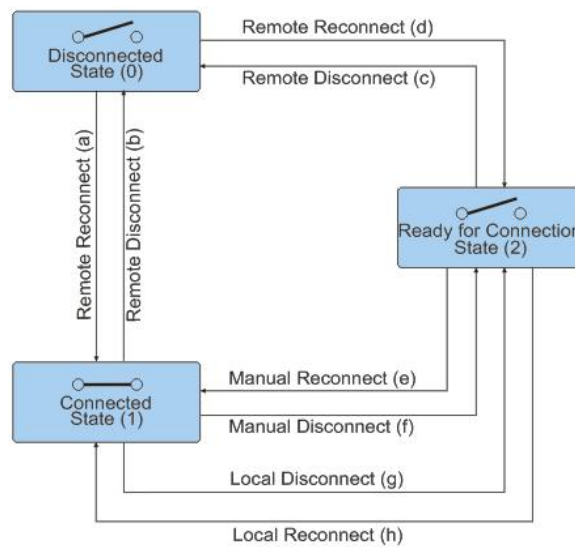 Remote Reconnect (d)
Disconnected
State (0)
Remote Disconnect (c)
Remote Reconnect (a)
Remote Disconnect (b)
Ready for Connection
State (2)
Manual Reconnect (e)
Connected
State (1)
Manual Disconnect (f)
Local Disconnect (g)
Local Reconnect (h)